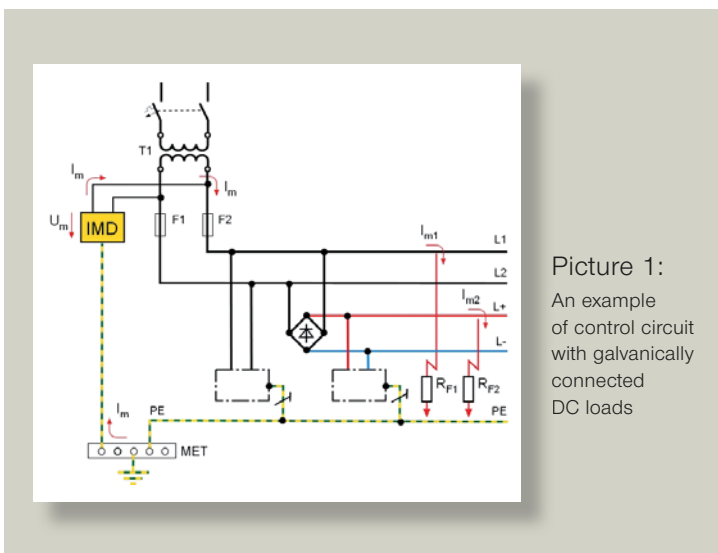 T1
Im
Im
Um
IMD
F1
F2
Im1
L1
L2
Im2
L+
L-
RF1
RF2
Im
PE
PE
MET
Picture 1:
An example
of control circuit
with galvanically
connected
DC loads